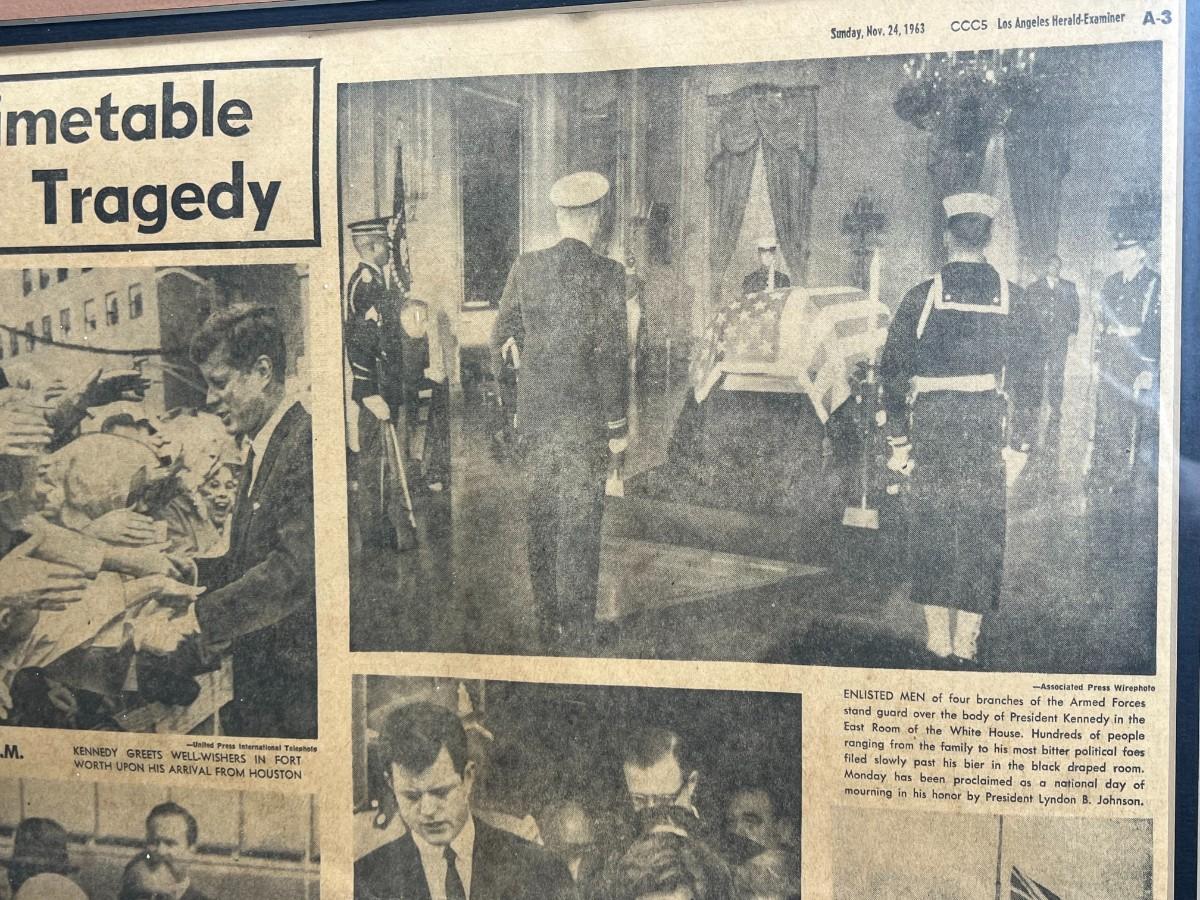 Sunday, Nov. 24, 1963 CCC5 Los Angeles Herald-Examiner A-3
imetable
Tragedy
—United Press International Telephoto
.M.
KENNEDY GREETS WELL-WISHERS IN FORT
WORTH UPON HIS ARRIVAL FROM HOUSTON
—Associated Press Wirephoto
ENLISTED MEN of four branches of the Armed Forces
stand guard over the body of President Kennedy in the
East Room of the White House. Hundreds of people
ranging from the family to his most bitter political foes
filed slowly past his bier in the black draped room.
Monday has been proclaimed as a national day of
mourning in his honor by President Lyndon B. Johnson.